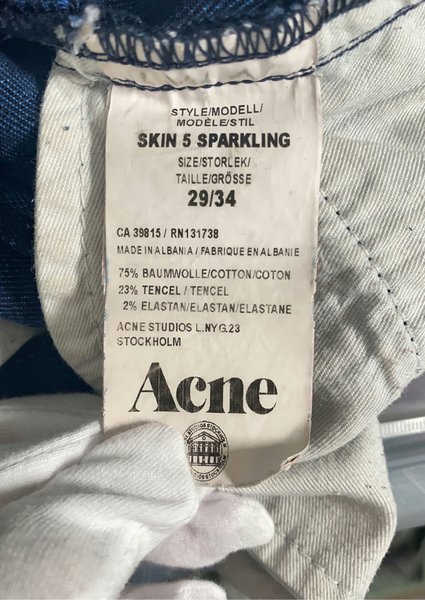 STYLE/MODELL/
MODÈLE/STIL
SKIN 5 SPARKLING
SIZE/STORLEK/
TAILLE/GRÖSSE
29/34
CA 39815 / RN131738
MADE IN ALBANIA / FABRIQUE EN ALBANIE
75% BAUMWOLLE/COTTON/COTON
23% TENCEL / TENCEL
2% ELASTAN/ELASTAN/ELASTANE
ACNE STUDIOS L.NYG.23
STOCKHOLM
Acne